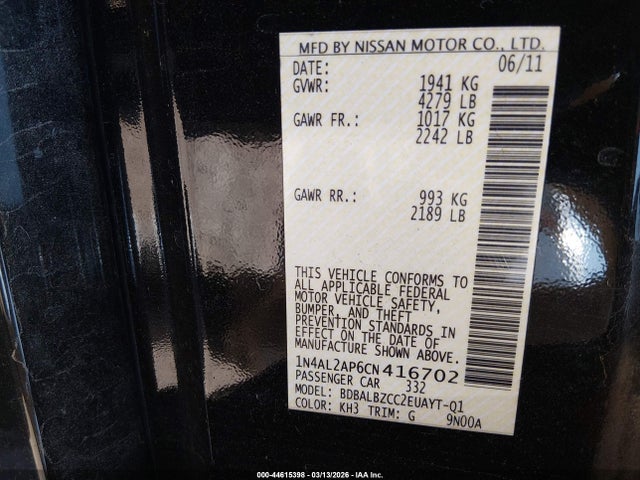 MFD BY NISSAN MOTOR CO., LTD.
DATE: 06/11
GVWR: 1941 KG
4279 LB
GAWR FR.: 1017 KG
2242 LB
GAWR RR.: 993 KG
2189 LB
THIS VEHICLE CONFORMS TO
ALL APPLICABLE FEDERAL
MOTOR VEHICLE SAFETY,
BUMPER, AND THEFT
PREVENTION STANDARDS IN
EFFECT ON THE DATE OF
MANUFACTURE SHOWN ABOVE.
1N4AL2AP6CN416702
PASSENGER CAR 332
MODEL: BDBALBZCC2EUAYT-Q1
COLOR: KH3 TRIM: G 9N00A
000-44615398 - 03/13/2026 - IAA Inc.